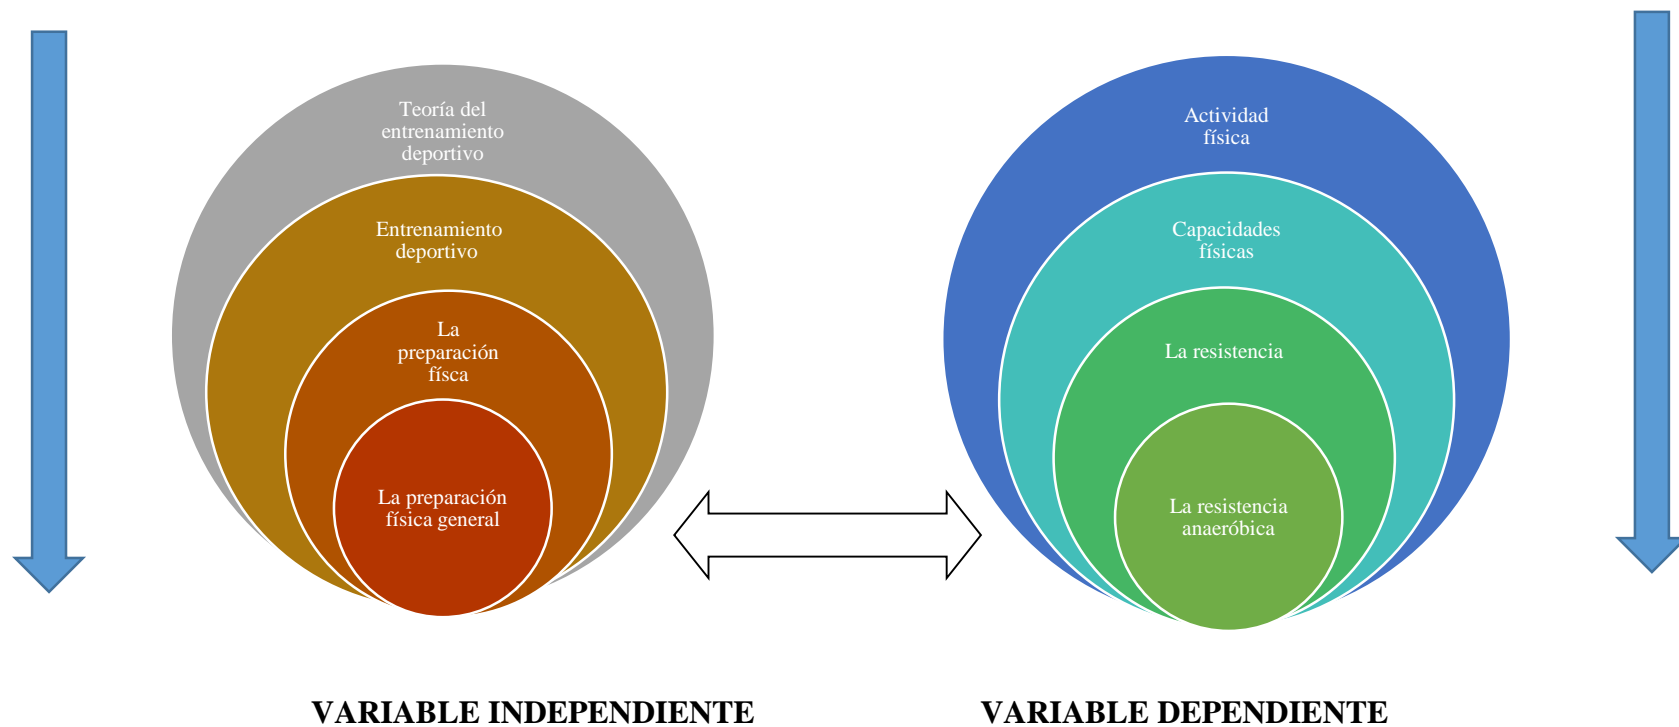 Teoría del
entrenamiento
deportivo
Entrenamiento
deportivo
La
preparación
físca
La preparación
física general
Actividad
física
Capacidades
físicas
La resistencia
La resistencia
anaeróbica
VARIABLE INDEPENDIENTE
VARIABLE DEPENDIENTE